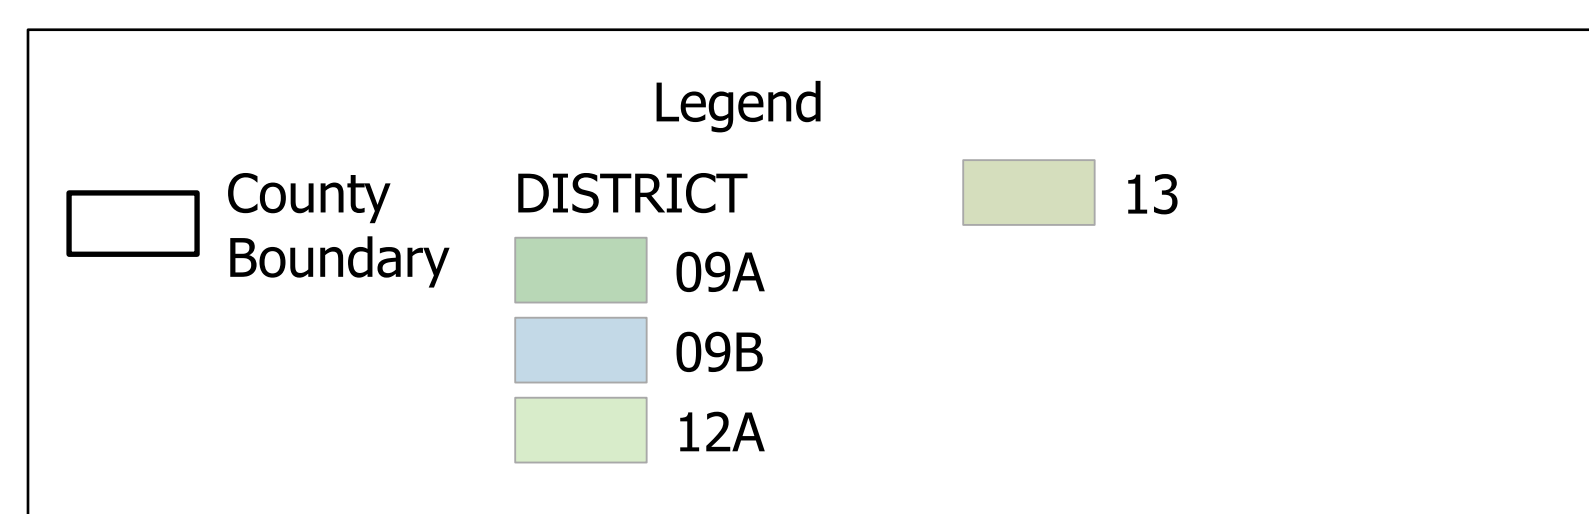 Legend
County
Boundary
DISTRICT
09A
09B
12A
13